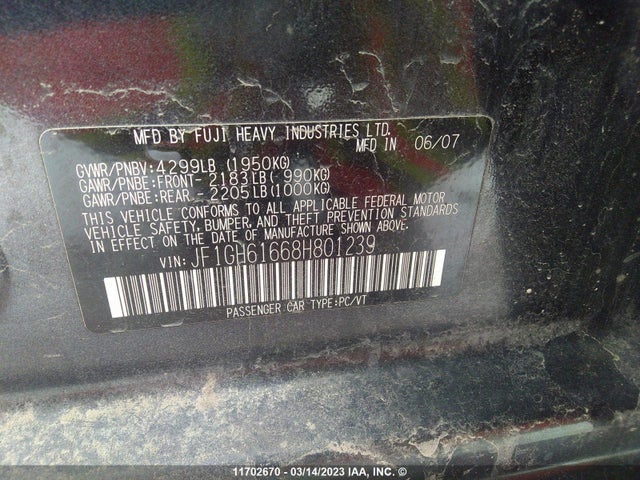 MFD BY FUJI HEAVY INDUSTRIES LTD.
MFD IN 06/07
GVWR/PNBV:4299LB (1950KG)
GAWR/PNBE:FRONT- 2183LB( 990KG)
GAWR/PNBE:REAR - 2205LB(1000KG)
THIS VEHICLE CONFORMS TO ALL APPLICABLE FEDERAL MOTOR
VEHICLE SAFETY, BUMPER, AND THEFT PREVENTION STANDARDS
IN EFFECT ON THE DATE OF MANUFACTURE SHOWN ABOVE.
VIN: JF1GH61668H801239
PASSENGER CAR TYPE:PC/VT
11702670 - 03/14/2023 IAA, INC. ©